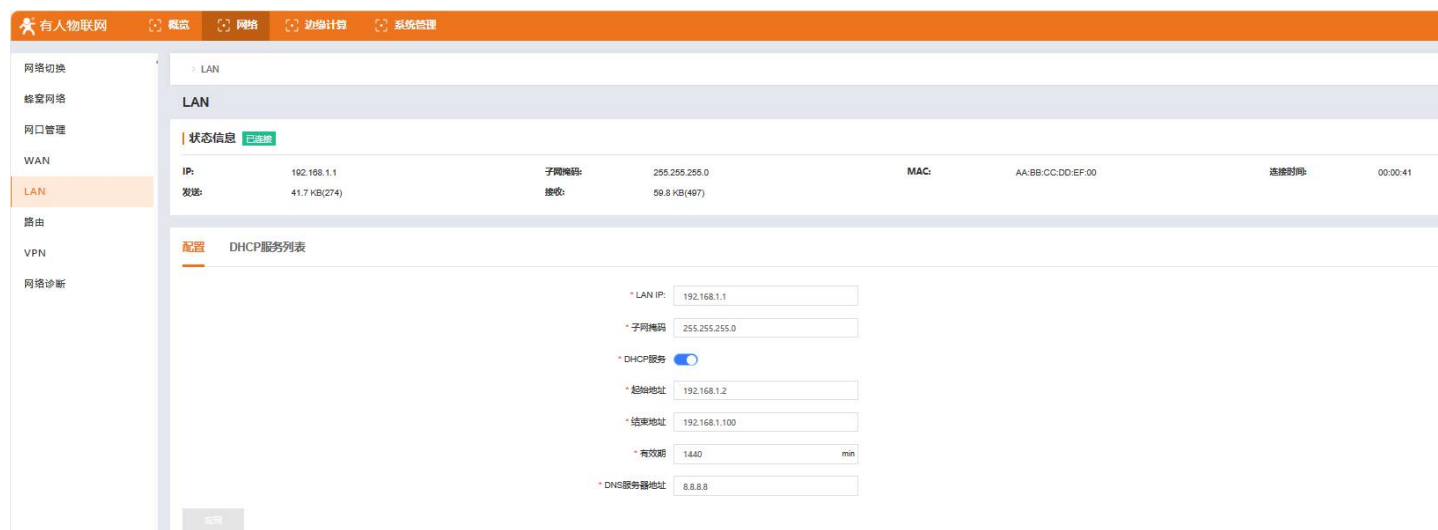 有人物联网 概览 网络 边缘计算 系统管理
网络切换
蜂窝网络
网口管理
WAN
LAN
路由
VPN
网络诊断
> LAN
LAN
状态信息 已连接
IP: 192.168.1.1 子网掩码: 255.255.255.0 MAC: AA:BB:CC:DD:EF:00 连接时间: 00:00:41
发送: 41.7 KB(274) 接收: 59.8 KB(497)
配置 DHCP服务列表
* LAN IP: 192.168.1.1
* 子网掩码 255.255.255.0
* DHCP服务
* 起始地址 192.168.1.2
* 结束地址 192.168.1.100
* 有效期 1440 min
* DNS服务器地址 8.8.8.8
应用